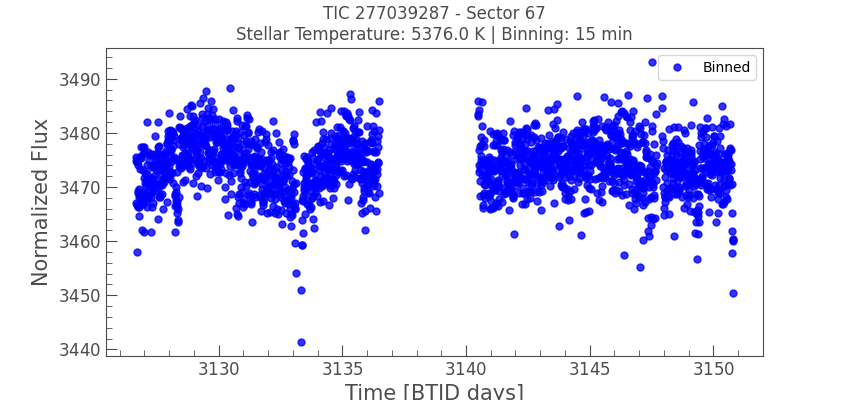 TIC 277039287 - Sector 67
Stellar Temperature: 5376.0 K | Binning: 15 min
Binned
Normalized Flux
3490
3480
3470
3460
3450
3440
3130 3135 3140 3145 3150
Time [BTJD days]